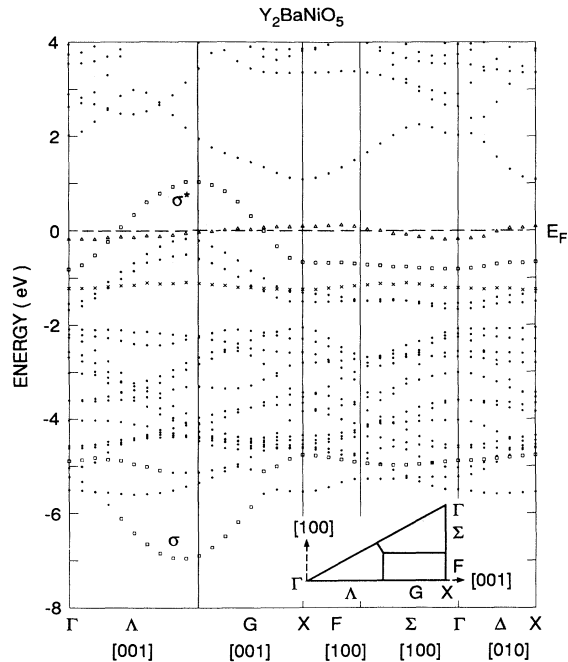 Y₂BaNiO₅
4
2
0
-2
-4
-6
-8
ENERGY ( eV )
σ*
E_F
σ
[100]
Γ
Σ
F
[001]
Γ
Λ
G
X
Γ Λ G X F Σ Γ Δ X
[001] [001] [100] [100] [010]